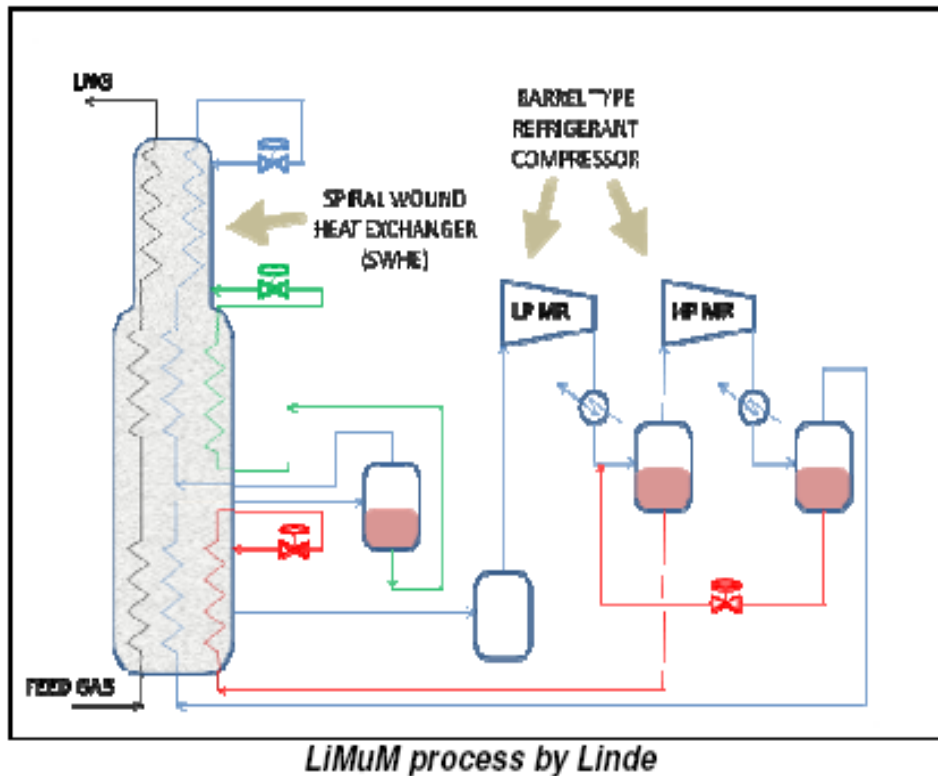 LNG
BARREL TYPE
REFRIGERANT
COMPRESSOR
SPIRAL WOUND
HEAT EXCHANGER
(SWHE)
LP MR
HP MR
FEED GAS
LiMuM process by Linde